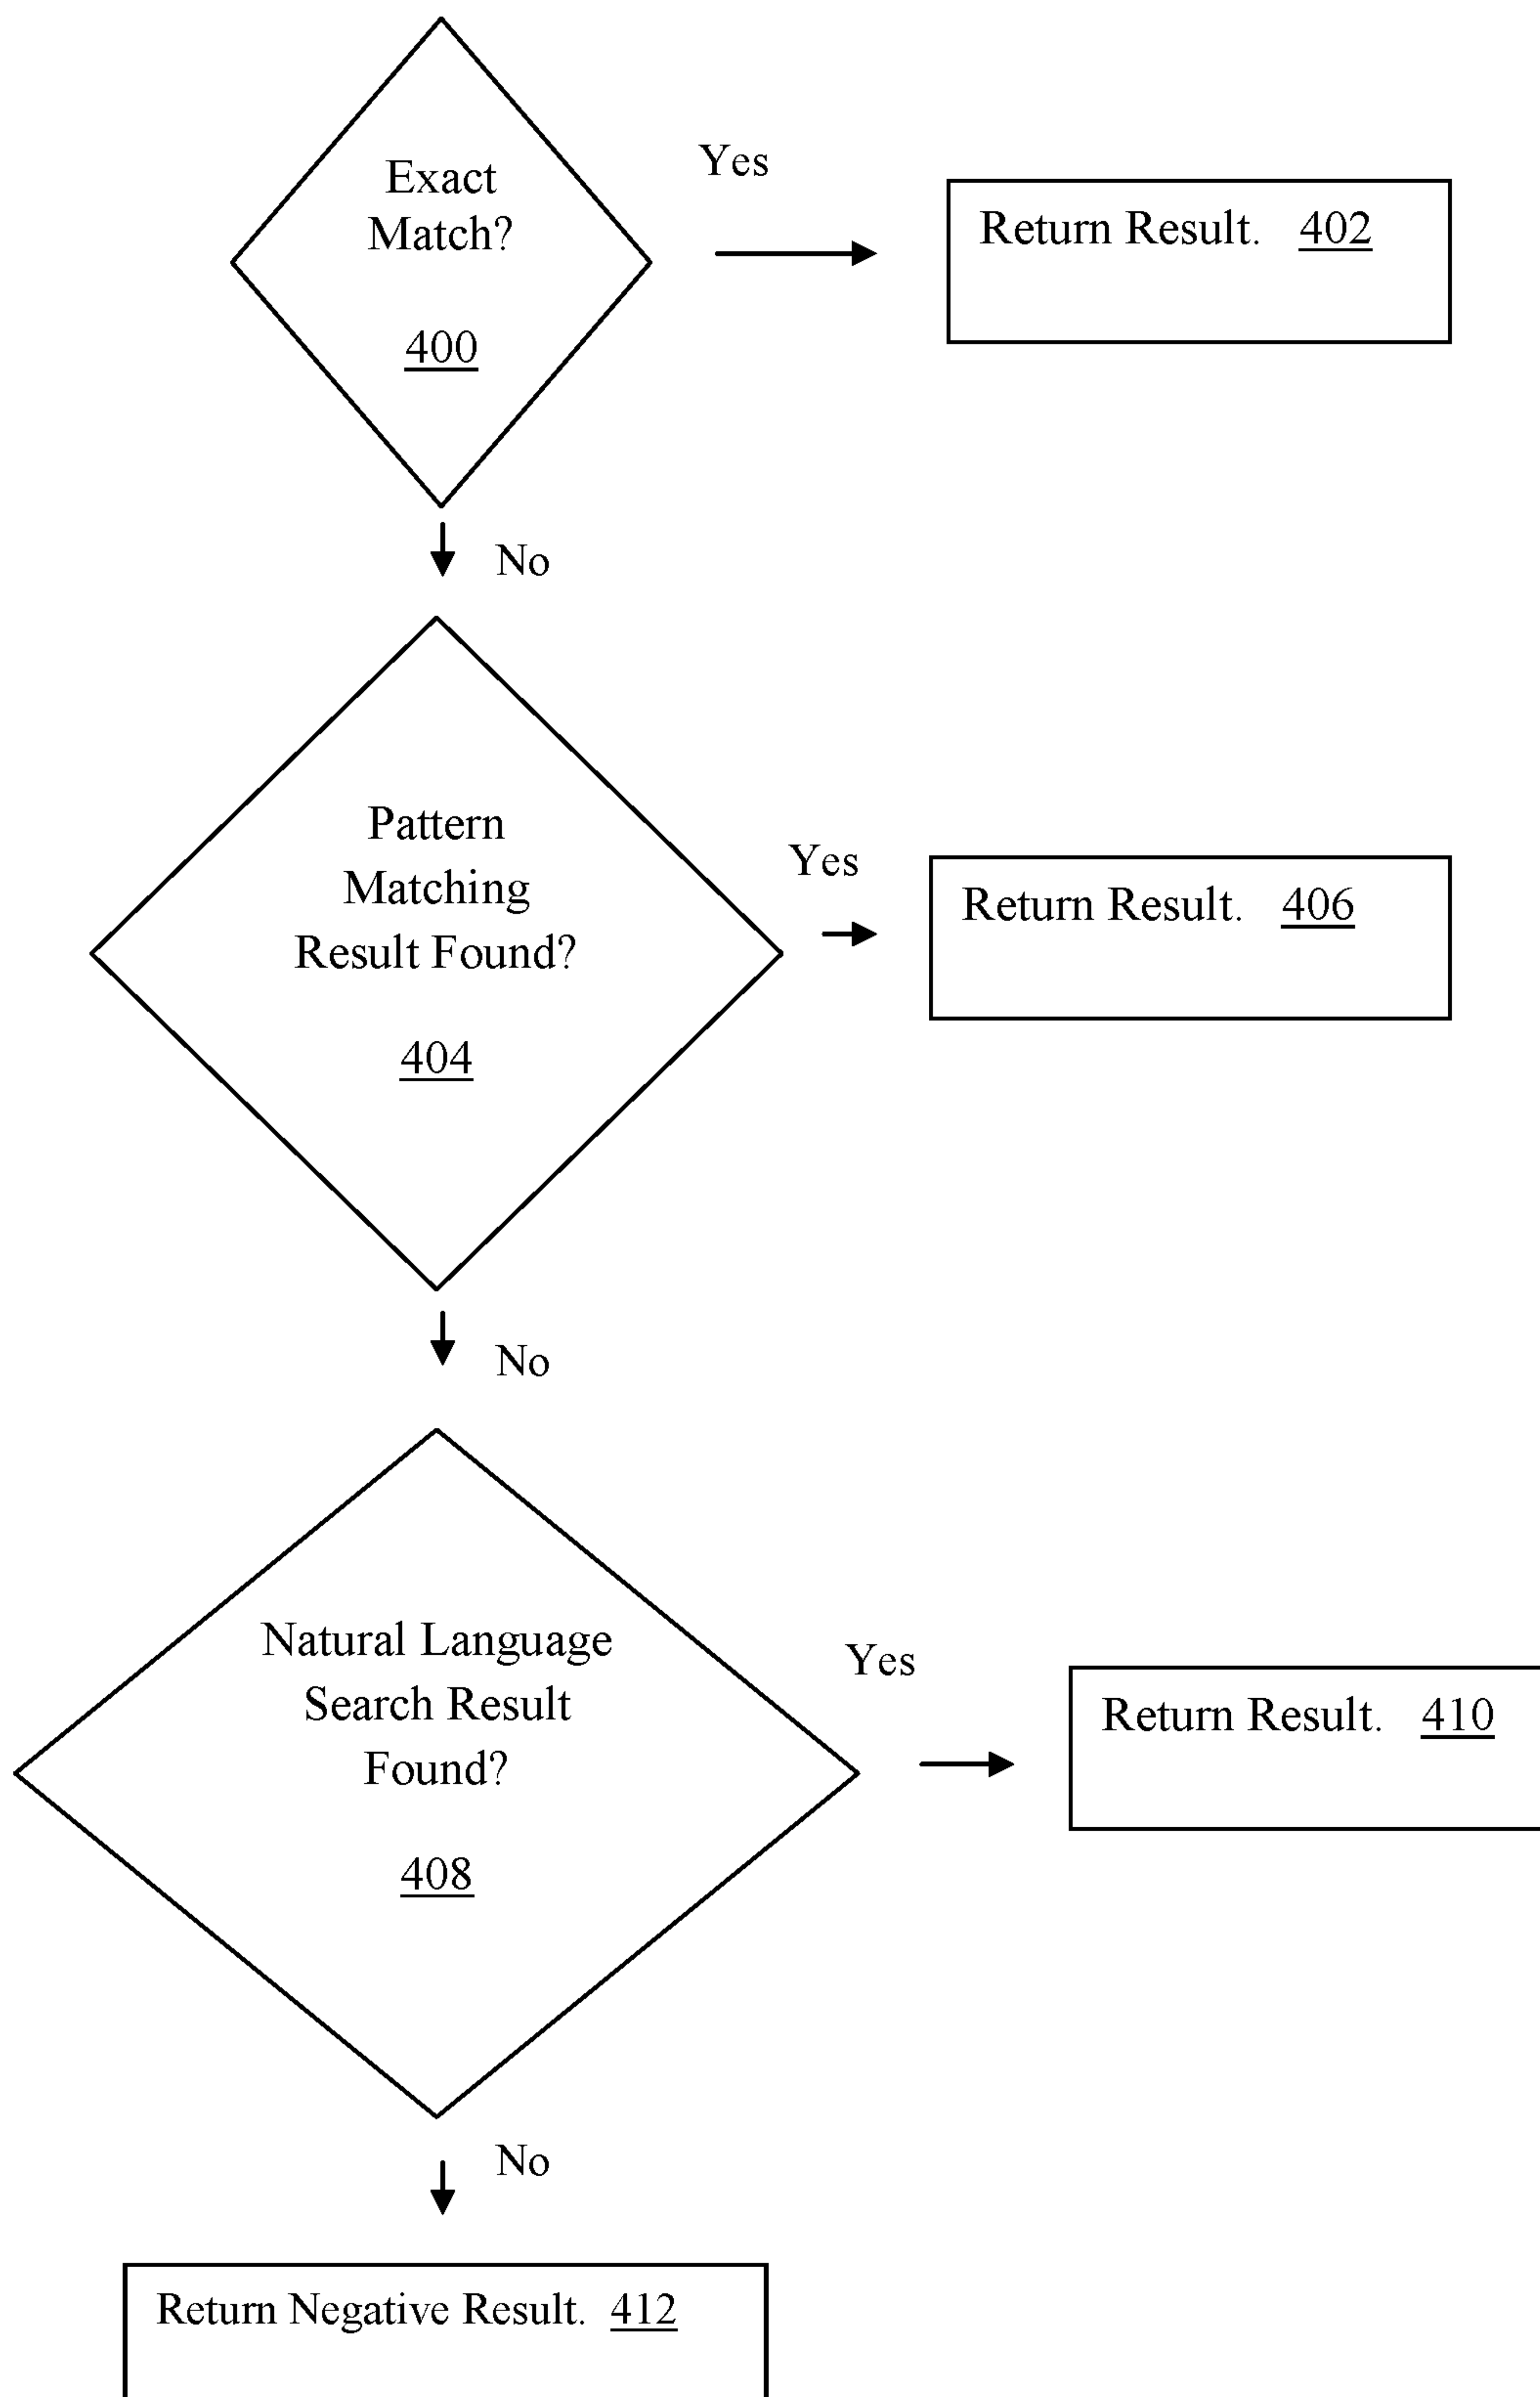 Exact
Match?
400
Yes
Return Result. 402
No
Pattern
Matching
Result Found?
404
Yes
Return Result. 406
No
Natural Language
Search Result
Found?
408
Yes
Return Result. 410
No
Return Negative Result. 412